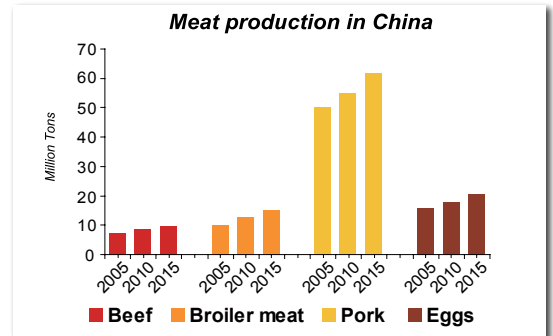 Meat production in China
Million Tons
70
60
50
40
30
20
10
0
2005 2010 2015 2005 2010 2015 2005 2010 2015 2005 2010 2015
Beef Broiler meat Pork Eggs